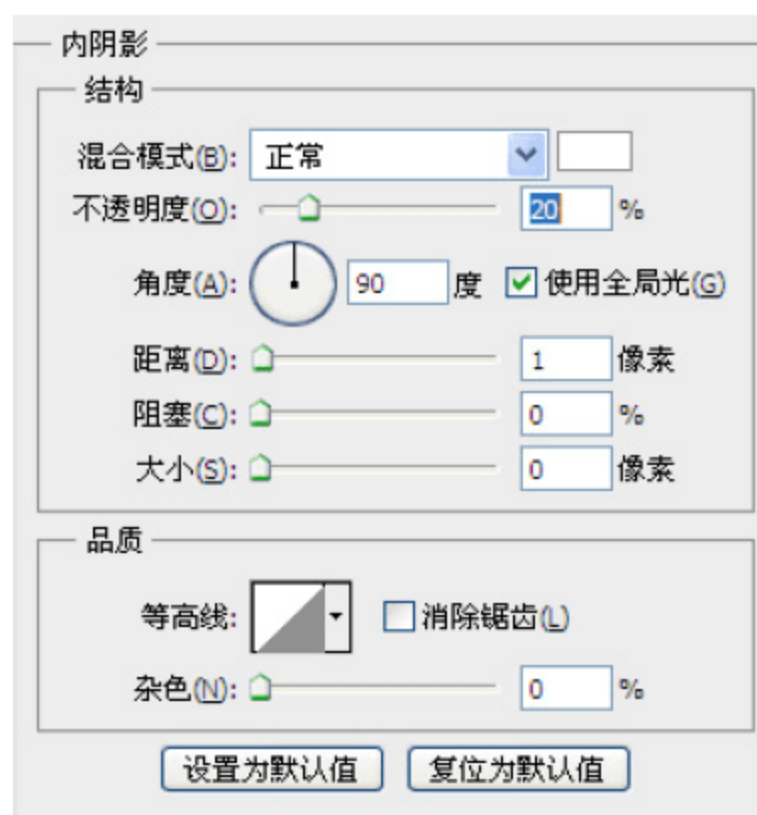 内阴影
结构
混合模式(B): 正常
不透明度(O): 20 %
角度(A): 90 度 使用全局光(G)
距离(D): 1 像素
阻塞(C): 0 %
大小(S): 0 像素
品质
等高线: 消除锯齿(L)
杂色(N): 0 %
设置为默认值 复位为默认值